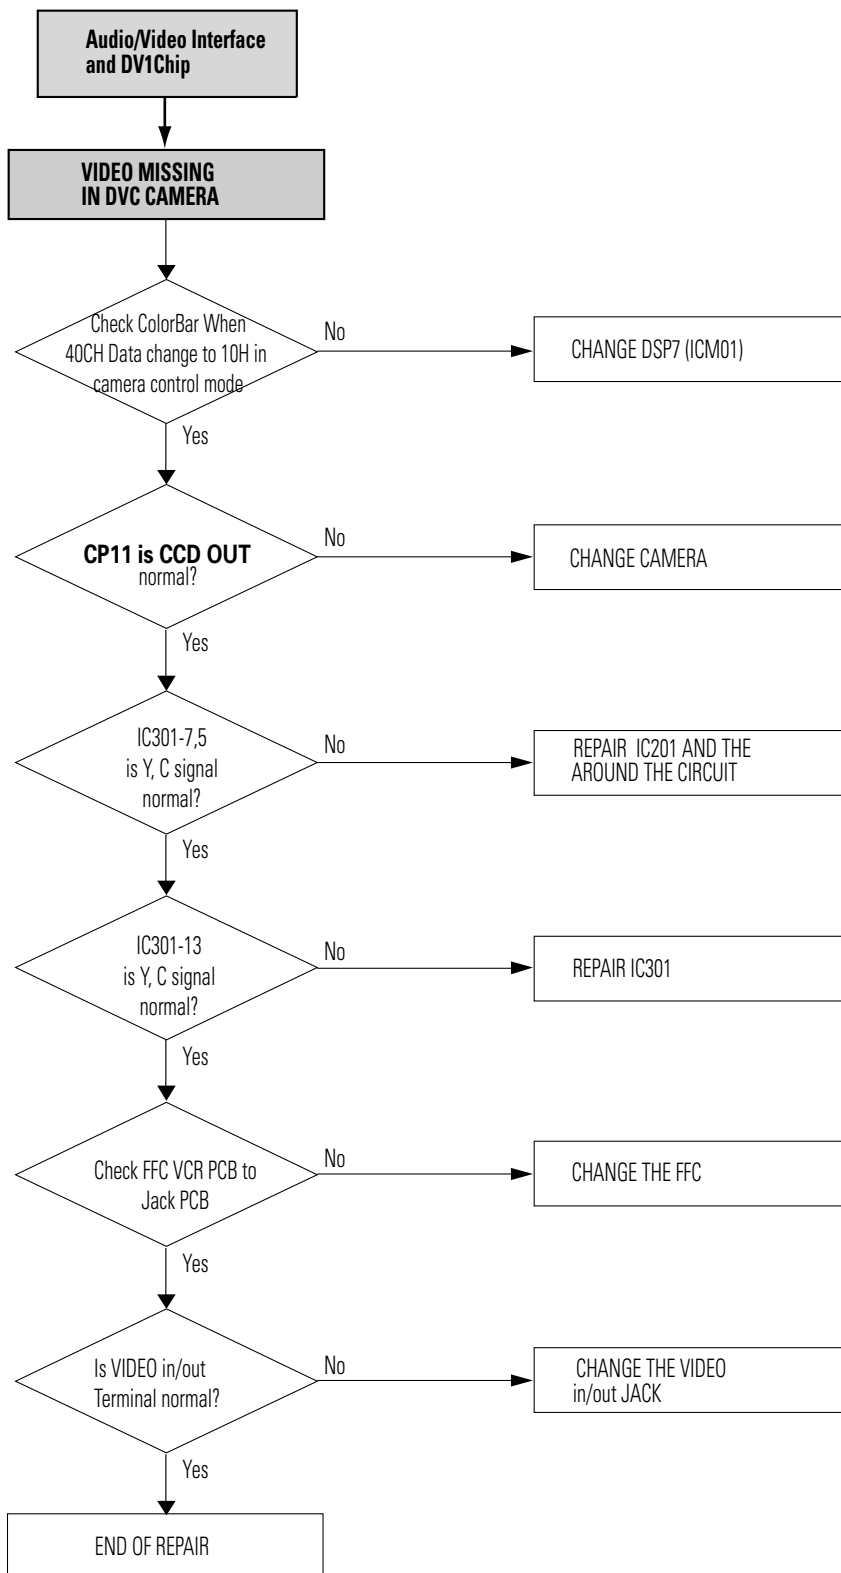 Audio/Video Interface
and DV1Chip
VIDEO MISSING
IN DVC CAMERA
Check ColorBar When
40CH Data change to 10H in
camera control mode
No
CHANGE DSP7 (ICM01)
Yes
CP11 is CCD OUT
normal?
No
CHANGE CAMERA
Yes
IC301-7,5
is Y, C signal
normal?
No
REPAIR IC201 AND THE
AROUND THE CIRCUIT
Yes
IC301-13
is Y, C signal
normal?
No
REPAIR IC301
Yes
Check FFC VCR PCB to
Jack PCB
No
CHANGE THE FFC
Yes
Is VIDEO in/out
Terminal normal?
No
CHANGE THE VIDEO
in/out JACK
Yes
END OF REPAIR